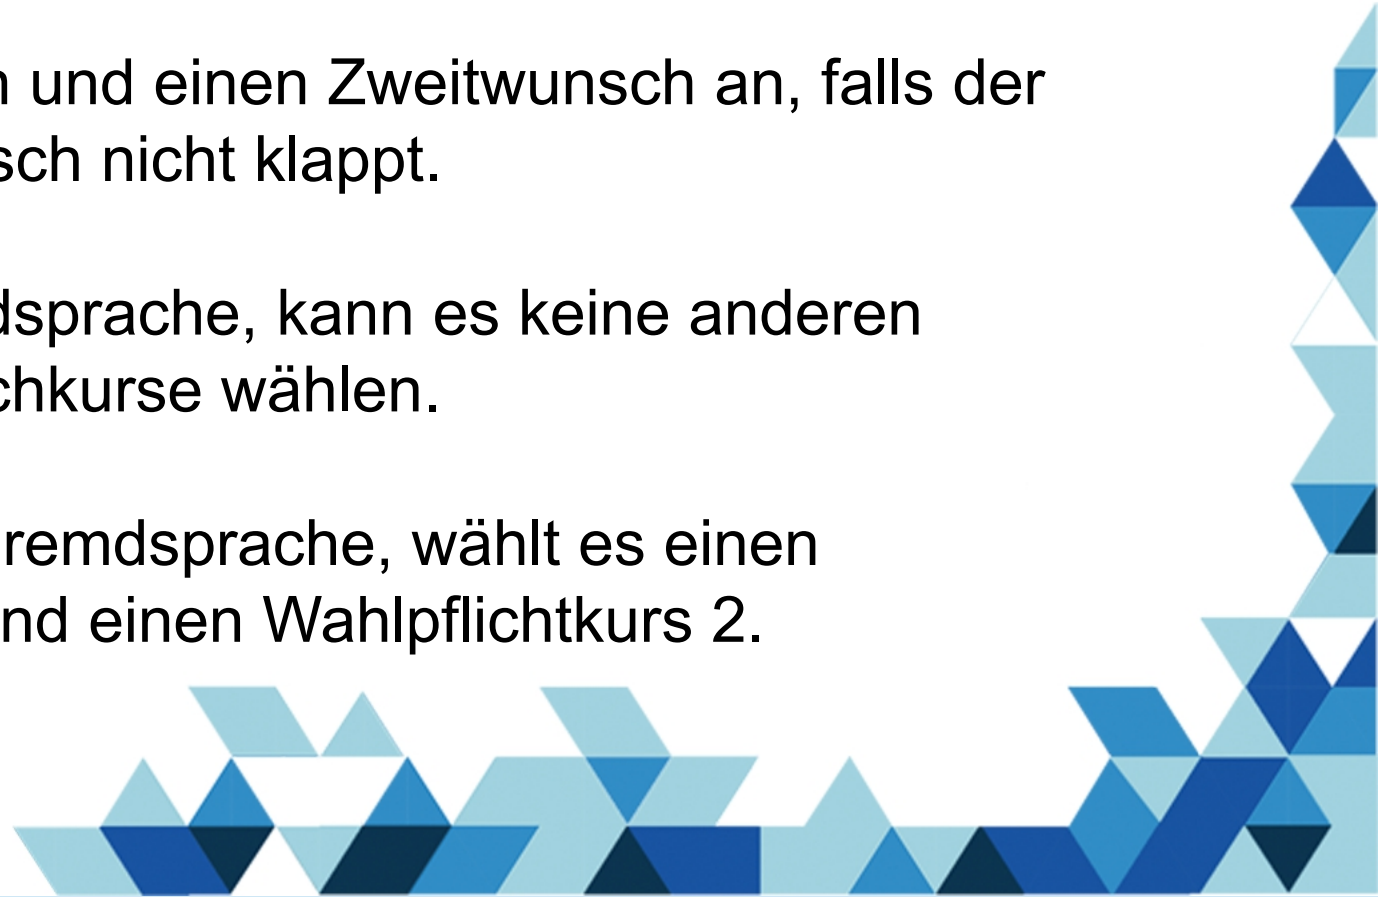 und einen Zweitwunsch an, falls der
sch nicht klappt.
dsprache, kann es keine anderen
chkurse wählen.
remdsprache, wählt es einen
nd einen Wahlpflichtkurs 2.